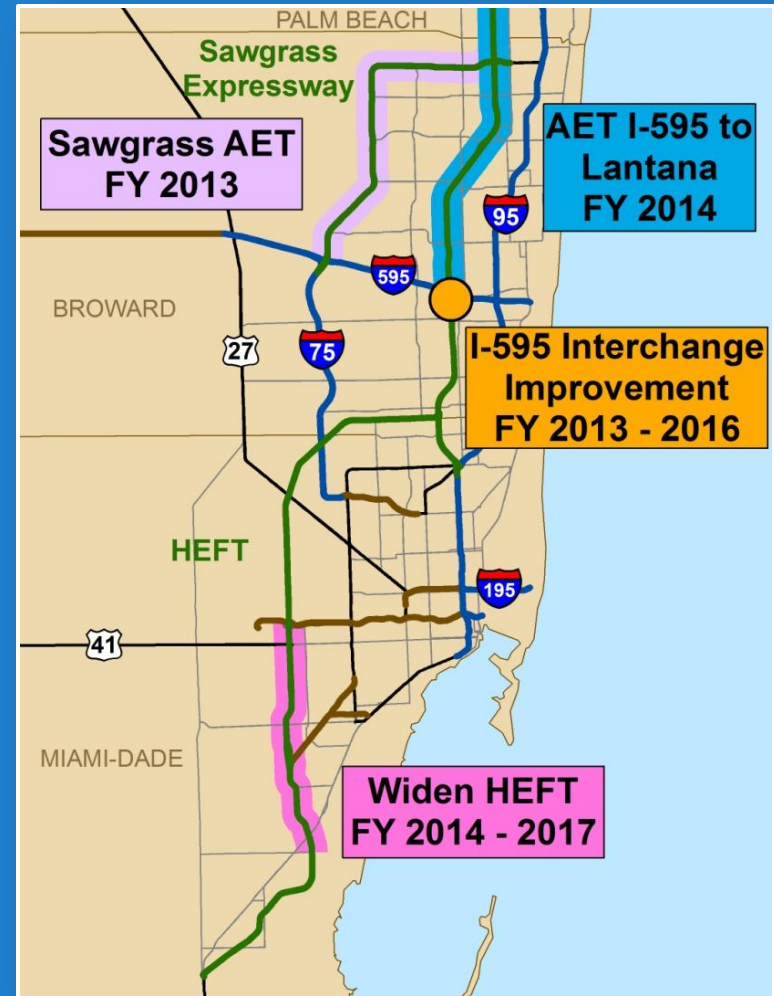 PALM BEACH
Sawgrass
Expressway
Sawgrass AET
FY 2013
AET I-595 to
Lantana
FY 2014
95
595
BROWARD
27
75
I-595 Interchange
Improvement
FY 2013 - 2016
HEFT
195
41
MIAMI-DADE
Widen HEFT
FY 2014 - 2017